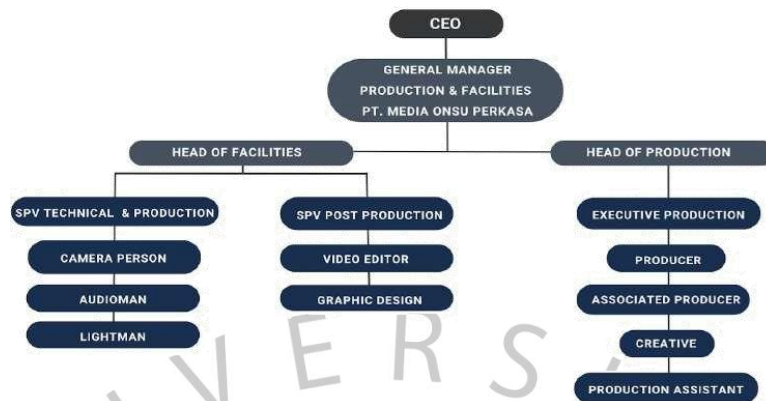 CEO
GENERAL MANAGER
PRODUCTION & FACILITIES
PT. MEDIA ONSU PERKASA
HEAD OF FACILITIES
HEAD OF PRODUCTION
SPV TECHNICAL & PRODUCTION
SPV POST PRODUCTION
EXECUTIVE PRODUCTION
CAMERA PERSON
VIDEO EDITOR
PRODUCER
AUDIOMAN
GRAPHIC DESIGN
ASSOCIATED PRODUCER
LIGHTMAN
CREATIVE
PRODUCTION ASSISTANT
IVERS